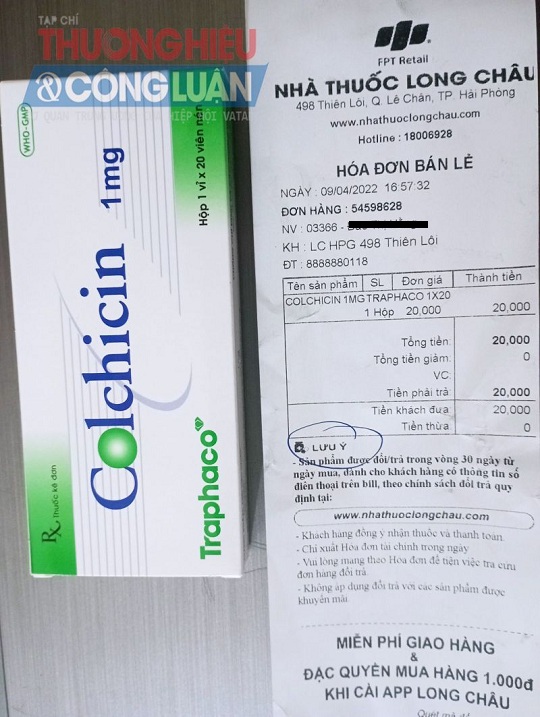 TẠP CHÍ
THƯƠNG HIỆU
& CÔNG LUẬN
WHO-GMP
Hộp 1 vỉ x 20 viên nén
Colchicin 1 mg
Rx Thuốc kê đơn
Traphaco
FPT Retail
NHÀ THUỐC LONG CHÂU
498 Thiên Lôi, Q. Lê Chân, TP. Hải Phòng
www.nhathuoclongchau.com
Hotline : 18006928
HÓA ĐƠN BÁN LẺ
NGÀY : 09/04/2022 16:57:32
ĐƠN HÀNG : 54598628
NV : 03366 -
KH : LC HPG 498 Thiên Lôi
ĐT : 8888880118
Tên sản phẩm SL Đơn giá Thành tiền
COLCHICIN 1MG TRAPHACO 1X20
1 Hộp 20,000 20,000
Tổng tiền: 20,000
Tổng tiền giảm: 0
VC:
Tiền phải trả 20,000
Tiền khách đưa 20,000
Tiền thừa 0
LƯU Ý
- Sản phẩm được đổi/trả trong vòng 30 ngày từ
ngày mua, dành cho khách hàng có thông tin số
điện thoại trên bill, theo chính sách đổi trả quy
định tại:
www.nhathuoclongchau.com
- Khách hàng đồng ý nhận thuốc và thanh toán.
- Chỉ xuất Hóa đơn tài chính trong ngày
- Vui lòng mang theo Hóa đơn để tiện việc tra cứu
đơn hàng đổi trả.
- Không áp dụng đổi trả với các sản phẩm được
khuyến mãi.
MIỄN PHÍ GIAO HÀNG
&
ĐẶC QUYỀN MUA HÀNG 1.000đ
KHI CÀI APP LONG CHÂU